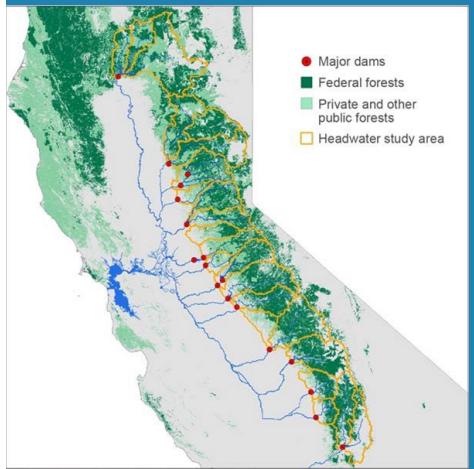 Major dams
Federal forests
Private and other
public forests
Headwater study area